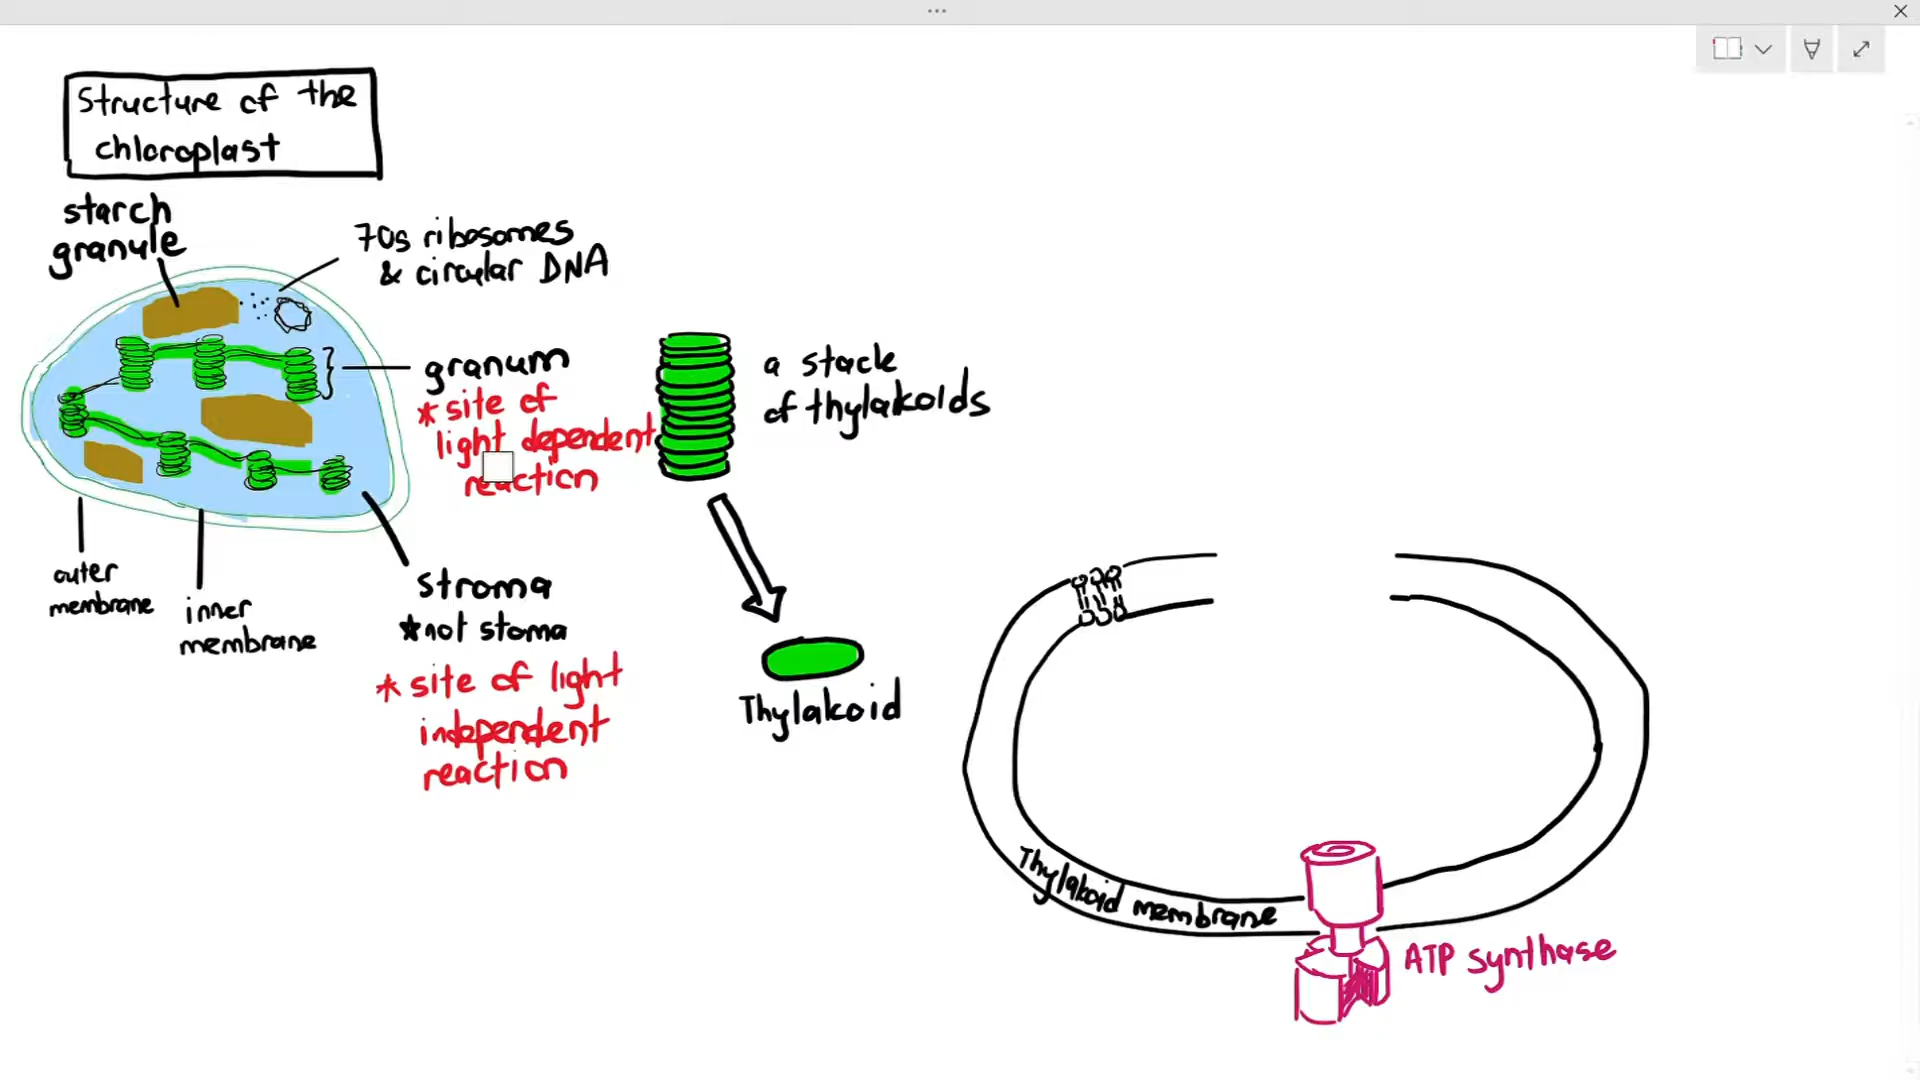 Structure of the
chloroplast
starch
granule
70s ribosomes
& circular DNA
granum
* site of
light dependent
reaction
a stack
of thylakoids
outer
membrane
inner
membrane
stroma
* not stoma
* site of light
independent
reaction
Thylakoid
Thylakoid membrane
ATP synthase